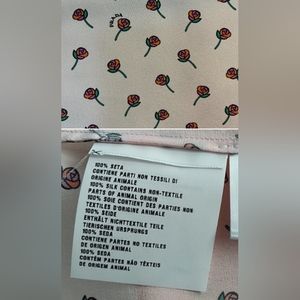 100% SETA
CONTIENE PARTI NON TESSILI DI
ORIGINE ANIMALE
100% SILK CONTAINS NON-TEXTILE
PARTS OF ANIMAL ORIGIN
100% SOIE CONTIENT DES PARTIES NON
TEXTILES D'ORIGINE ANIMALE
100% SEIDE
ENTHÄLT NICHTTEXTILE TEILE
TIERISCHEN URSPRUNGS
100% SEDA
CONTIENE PARTES NO TEXTILES
DE ORIGEN ANIMAL
100% SEDA
CONTÉM PARTES NÃO TÊXTEIS
DE ORIGEM ANIMAL